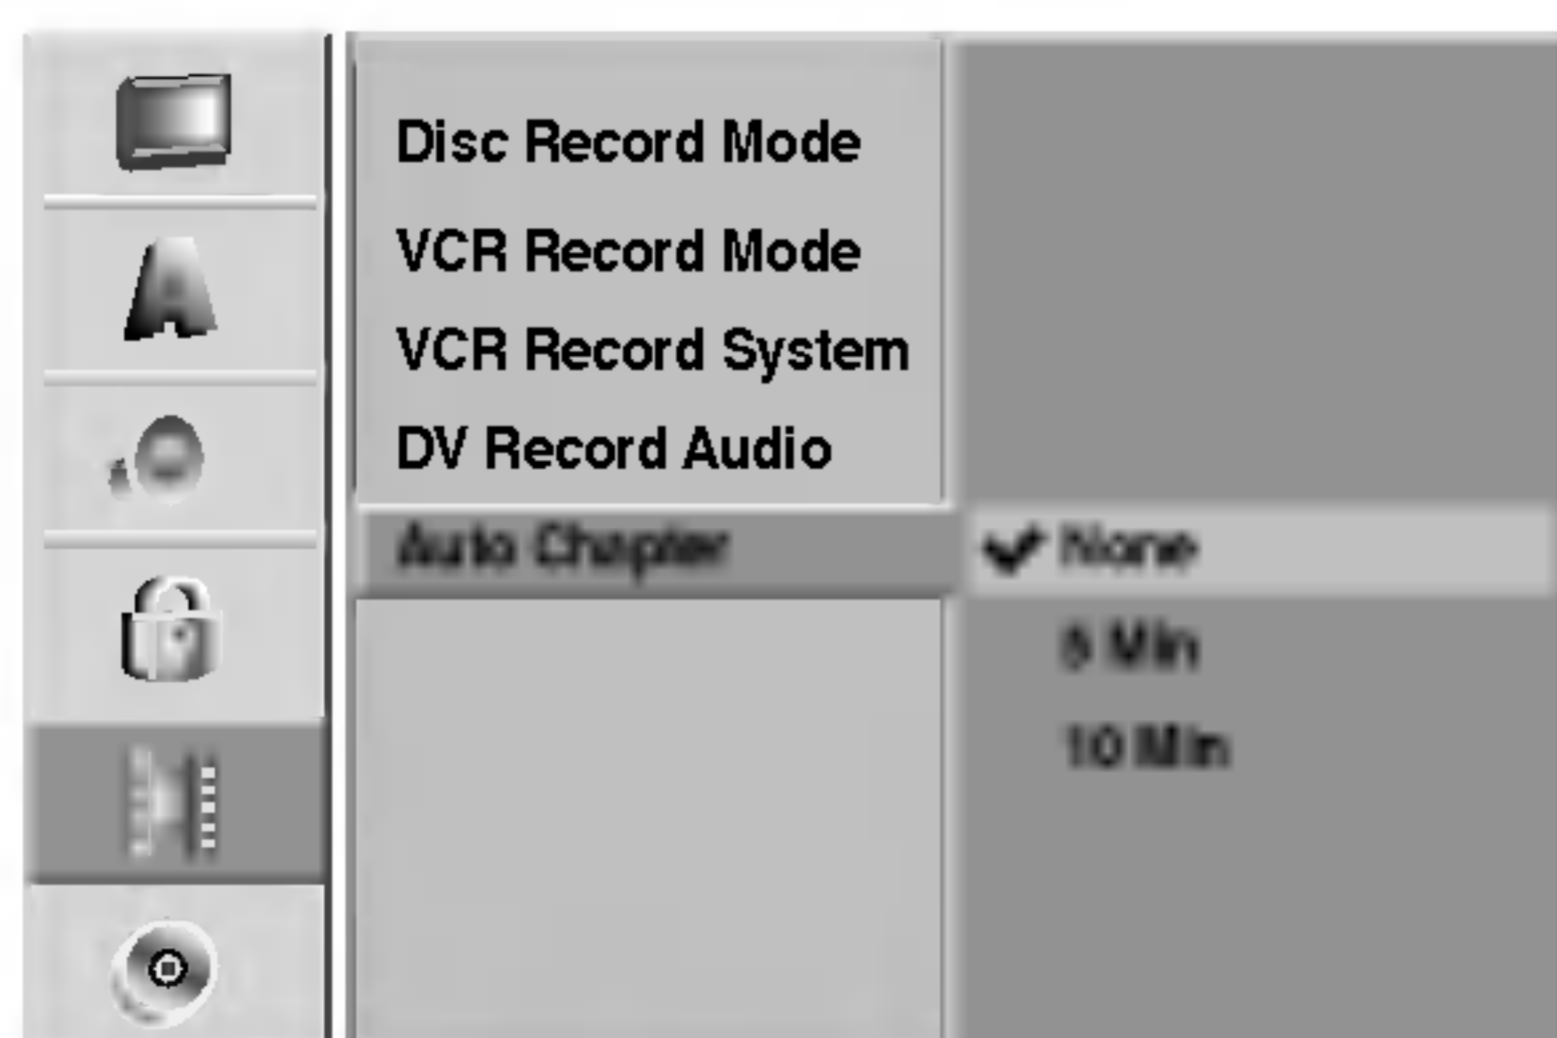 Disc Record Mode
VCR Record Mode
VCR Record System
DV Record Audio
Auto Chapter
None
5 Min
10 Min